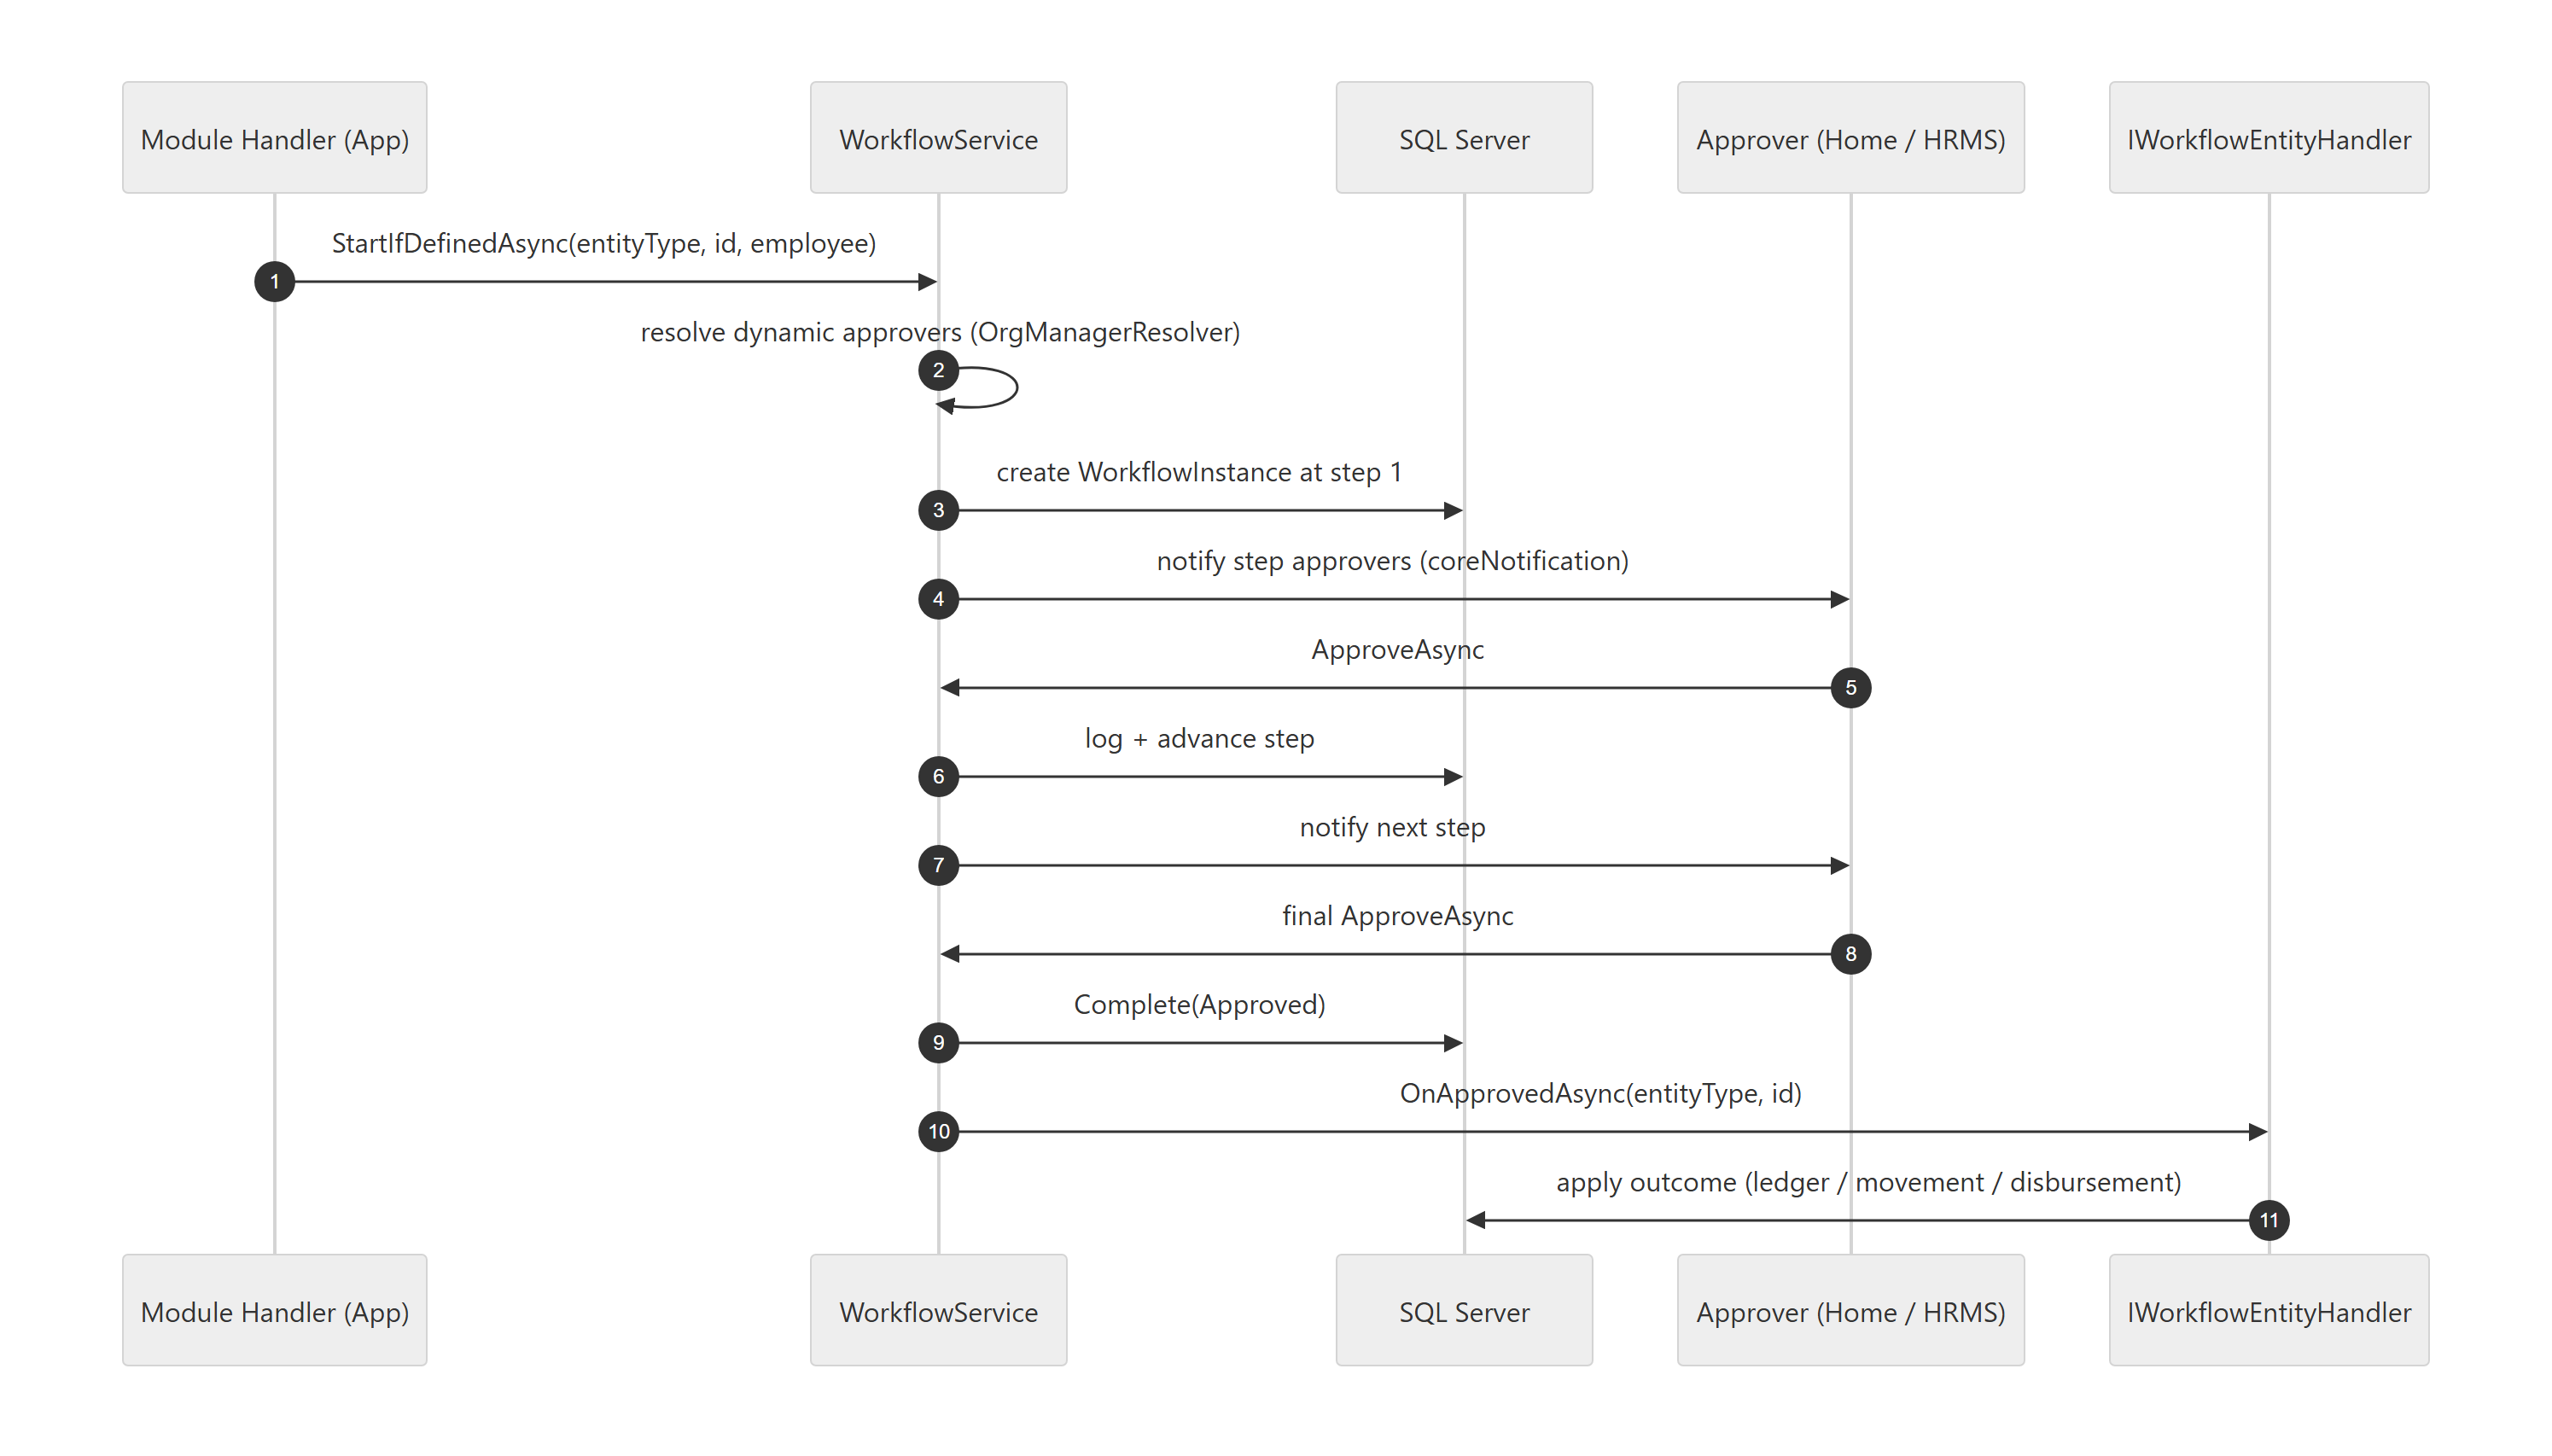 Module Handler (App)
WorkflowService
SQL Server
Approver (Home / HRMS)
IWorkflowEntityHandler
StartIfDefinedAsync(entityType, id, employee)
1
resolve dynamic approvers (OrgManagerResolver)
2
create WorkflowInstance at step 1
3
notify step approvers (coreNotification)
4
ApproveAsync
5
log + advance step
6
notify next step
7
final ApproveAsync
8
Complete(Approved)
9
OnApprovedAsync(entityType, id)
10
apply outcome (ledger / movement / disbursement)
11
Module Handler (App)
WorkflowService
SQL Server
Approver (Home / HRMS)
IWorkflowEntityHandler